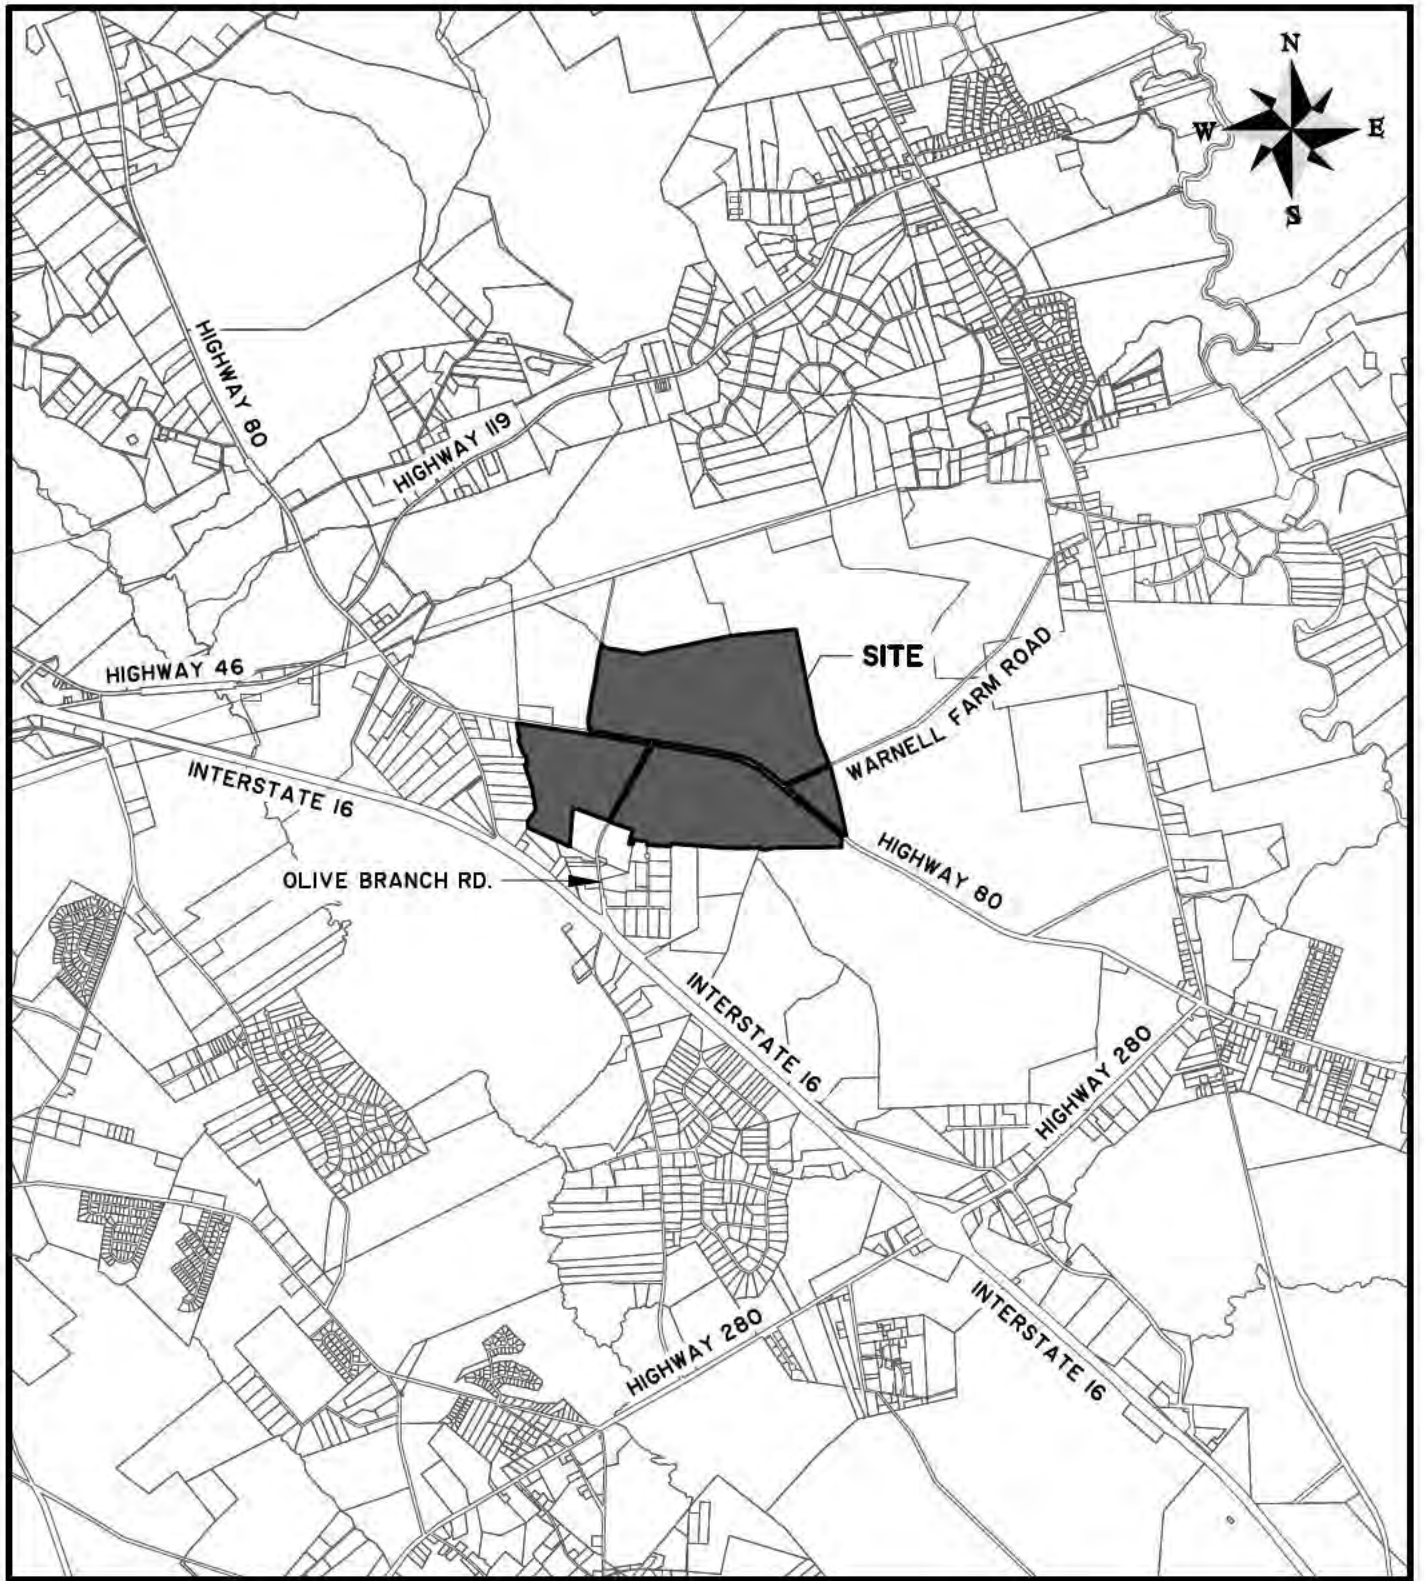 N
W
E
S
HIGHWAY 80
HIGHWAY 119
HIGHWAY 46
SITE
WARNELL FARM ROAD
INTERSTATE 16
OLIVE BRANCH RD.
HIGHWAY 80
INTERSTATE 16
HIGHWAY 280
INTERSTATE 16
HIGHWAY 280